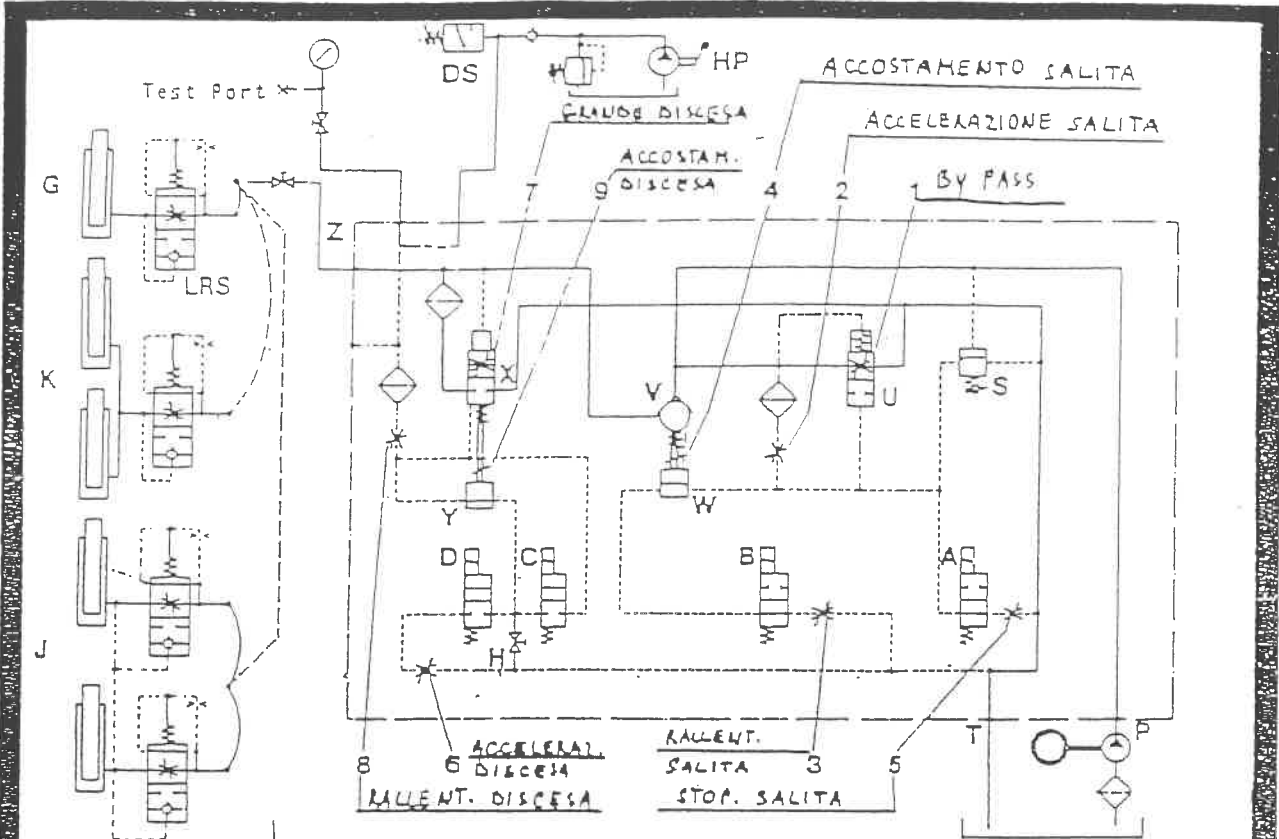 DS
HP
ACCOSTAMENTO SALITA
Test Port
GRANDE DISCESA
ACCELERAZIONE SALITA
ACCOSTAM.
DISCESA
G
7
9
4
2
1 BY PASS
Z
LRS
K
X
V
U
S
Y
W
D
C
B
A
J
H
T
P
8
6
ACCELERAZ.
DISCESA
RALLENT.
SALITA
3
5
RALLENT. DISCESA
STOP. SALITA